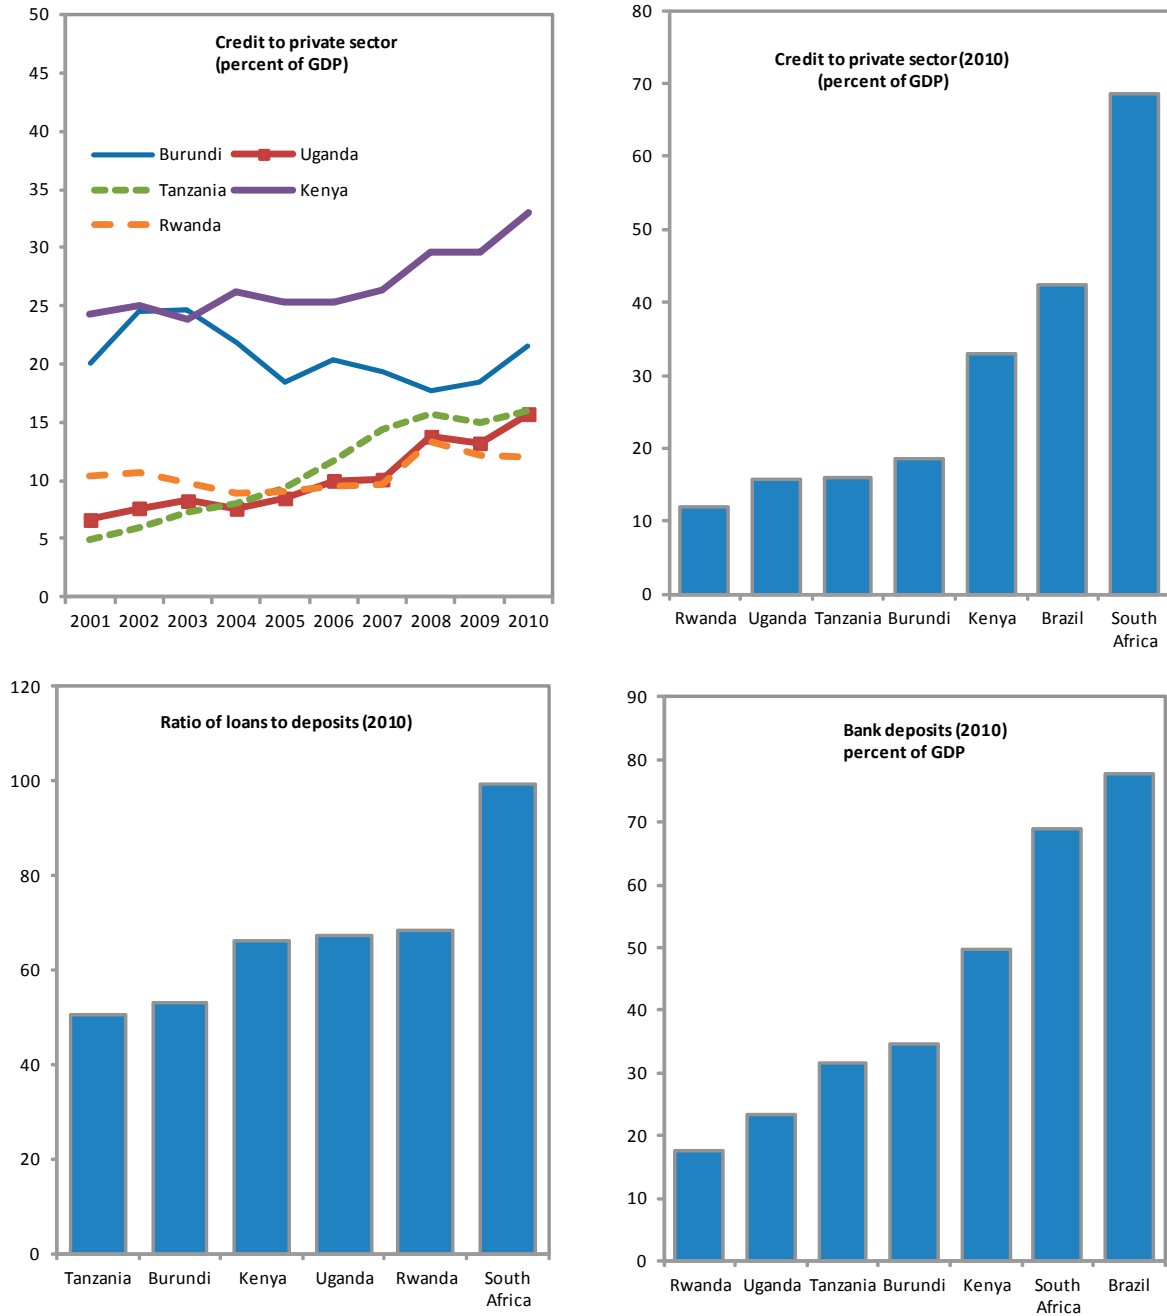 Credit to private sector
(percent of GDP)
50
45
40
35
30
25
20
15
10
5
0
Burundi
Uganda
Tanzania
Kenya
Rwanda
2001 2002 2003 2004 2005 2006 2007 2008 2009 2010
Credit to private sector (2010)
(percent of GDP)
80
70
60
50
40
30
20
10
0
Rwanda Uganda Tanzania Burundi Kenya Brazil South
Africa
Ratio of loans to deposits (2010)
120
100
80
60
40
20
0
Tanzania Burundi Kenya Uganda Rwanda South
Africa
Bank deposits (2010)
percent of GDP
90
80
70
60
50
40
30
20
10
0
Rwanda Uganda Tanzania Burundi Kenya South Brazil
Africa